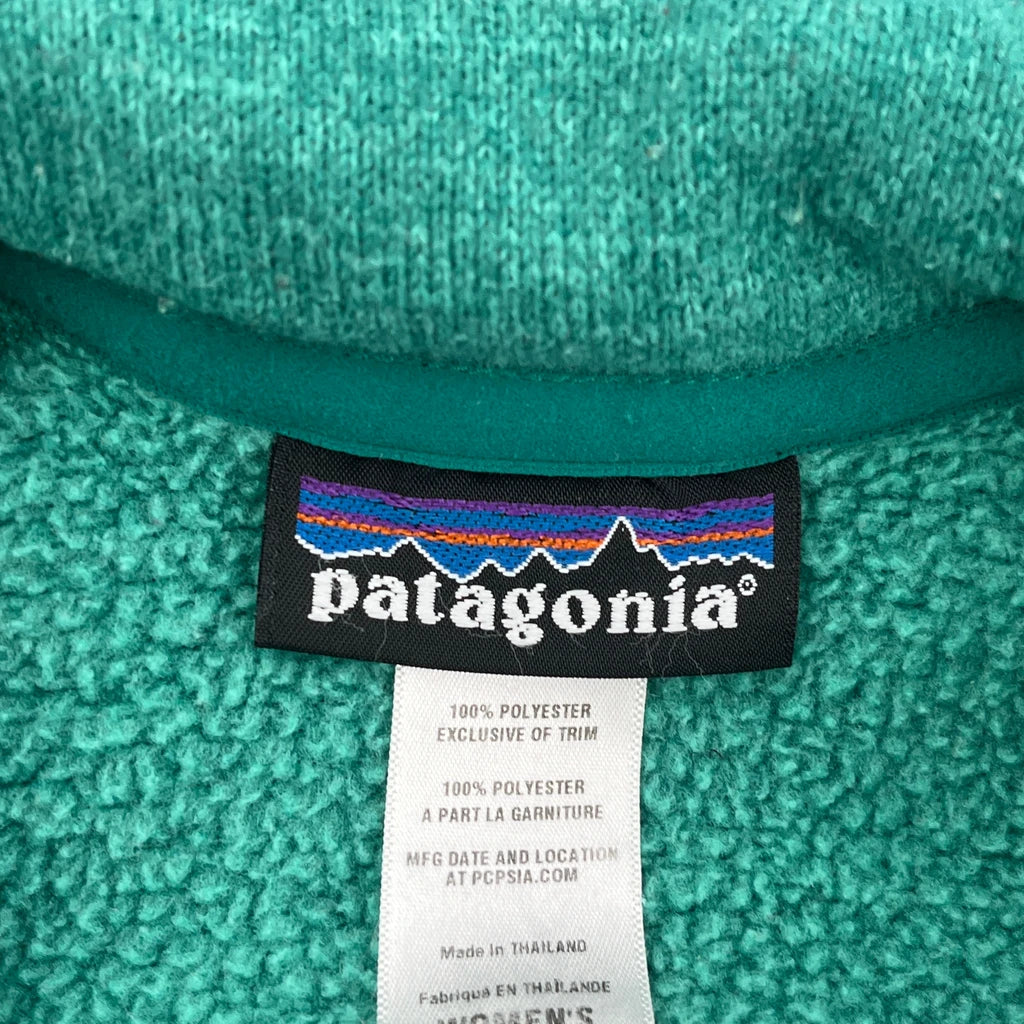 patagonia®
100% POLYESTER
EXCLUSIVE OF TRIM
100% POLYESTER
A PART LA GARNITURE
MFG DATE AND LOCATION
AT PCPSIA.COM
Made In THAILAND
Fabriqué EN THAÏLANDE
WOMEN'S